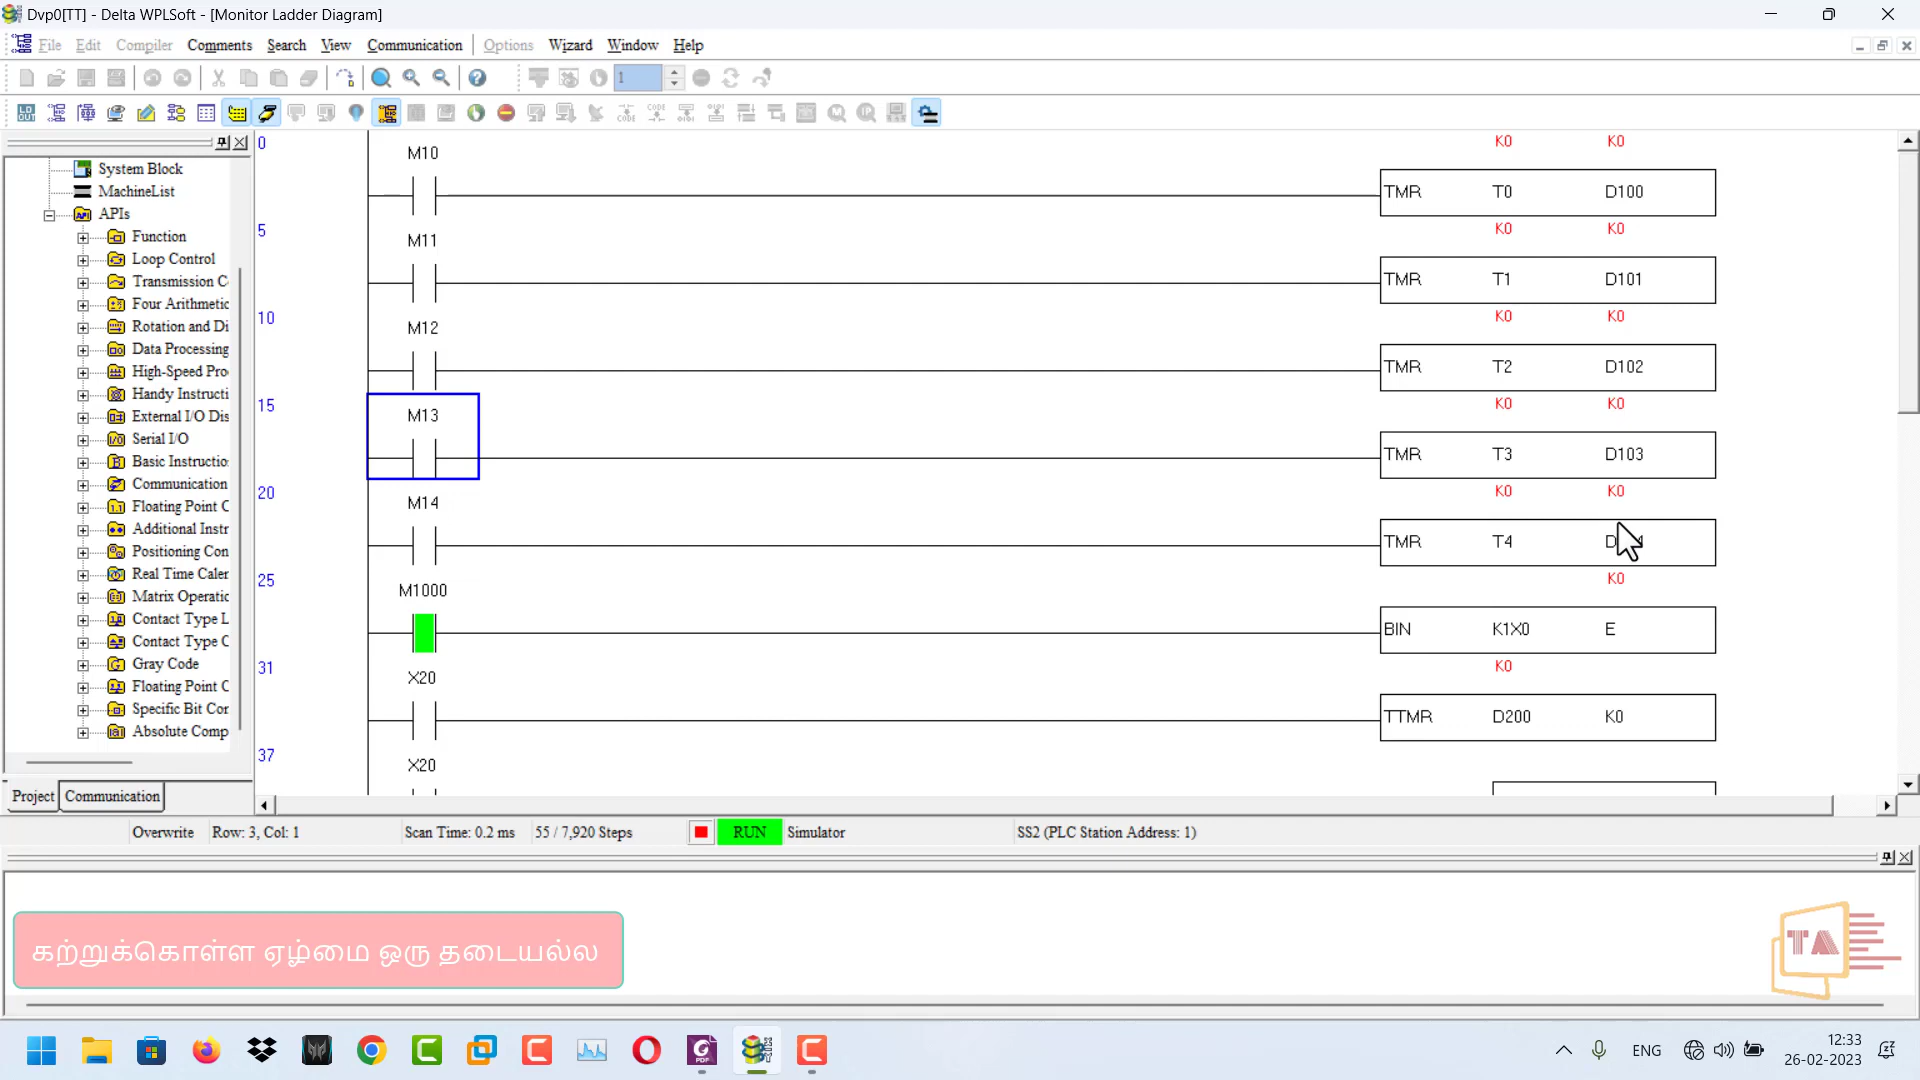 Dvp0[TT] - Delta WPLSoft - [Monitor Ladder Diagram]
File Edit Compiler Comments Search View Communication Options Wizard Window Help
1
System Block
MachineList
APIs
Function
Loop Control
Transmission C
Four Arithmetic
Rotation and Di
Data Processing
High-Speed Pro
Handy Instructi
External I/O Dis
Serial I/O
Basic Instructio
Communication
Floating Point C
Additional Instr
Positioning Con
Real Time Caler
Matrix Operatic
Contact Type L
Contact Type C
Gray Code
Floating Point C
Specific Bit Cor
Absolute Comp
Project Communication
0
M10
K0 K0
TMR T0 D100
5
M11
K0 K0
TMR T1 D101
10
M12
K0 K0
TMR T2 D102
15
M13
K0 K0
TMR T3 D103
20
M14
K0 K0
TMR T4
25
M1000
K0
BIN K1X0 E
31
X20
K0
TTMR D200 K0
37
X20
Overwrite Row: 3, Col: 1 Scan Time: 0.2 ms 55 / 7,920 Steps RUN Simulator SS2 (PLC Station Address: 1)
கற்றுக்கொள்ள ஏழ்மை ஒரு தடையல்ல
TA
ENG
12:33
26-02-2023